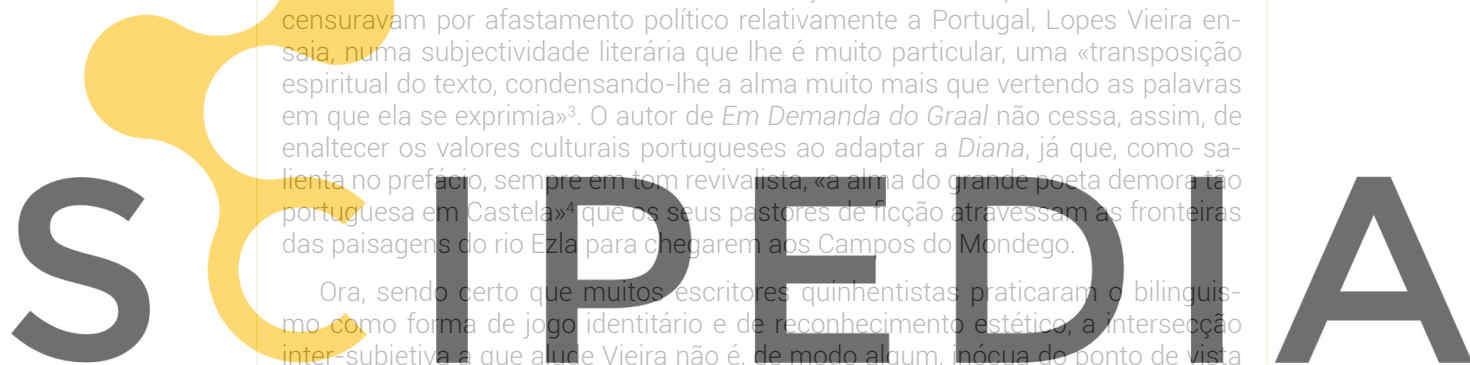 censuravam por afastamento político relativamente a Portugal, Lopes Vieira en-
saia, numa subjectividade literária que lhe é muito particular, uma «transposição
espiritual do texto, condensando-lhe a alma muito mais que vertendo as palavras
em que ela se exprimia»³. O autor de Em Demanda do Graal não cessa, assim, de
enaltecer os valores culturais portugueses ao adaptar a Diana, já que, como sa-
lienta no prefácio, sempre em tom revivalista, «a alma do grande poeta demora tão
portuguesa em Castela»⁴ que os seus pastores de ficção atravessam as fronteiras
das paisagens do rio Ezla para chegarem aos Campos do Mondego.
Ora, sendo certo que muitos escritores quinhentistas praticaram o bilinguis-
mo como forma de jogo identitário e de reconhecimento estético, a intersecção
inter-subjetiva a que alude Vieira não é, de modo algum, inócua do ponto de vista
SCIPEDIA